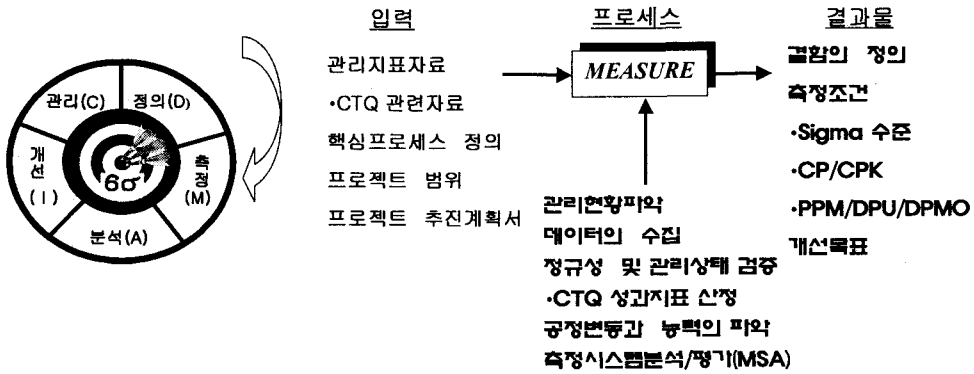 관리(C)
정의(D)
개선
(I)
측정
(M)
분석(A)
6σ
입력
관리지표자료
·CTQ 관련자료
핵심프로세스 정의
프로젝트 범위
프로젝트 추진계획서
프로세스
MEASURE
관리현황파악
데이터의 수집
정규성 및 관리상태 검증
·CTQ 성과지표 산정
공정변동과 능력의 파악
측정시스템분석/평가(MSA)
결과물
결함의 정의
측정조건
·Sigma 수준
·CP/CPK
·PPM/DPU/DPMO
개선목표